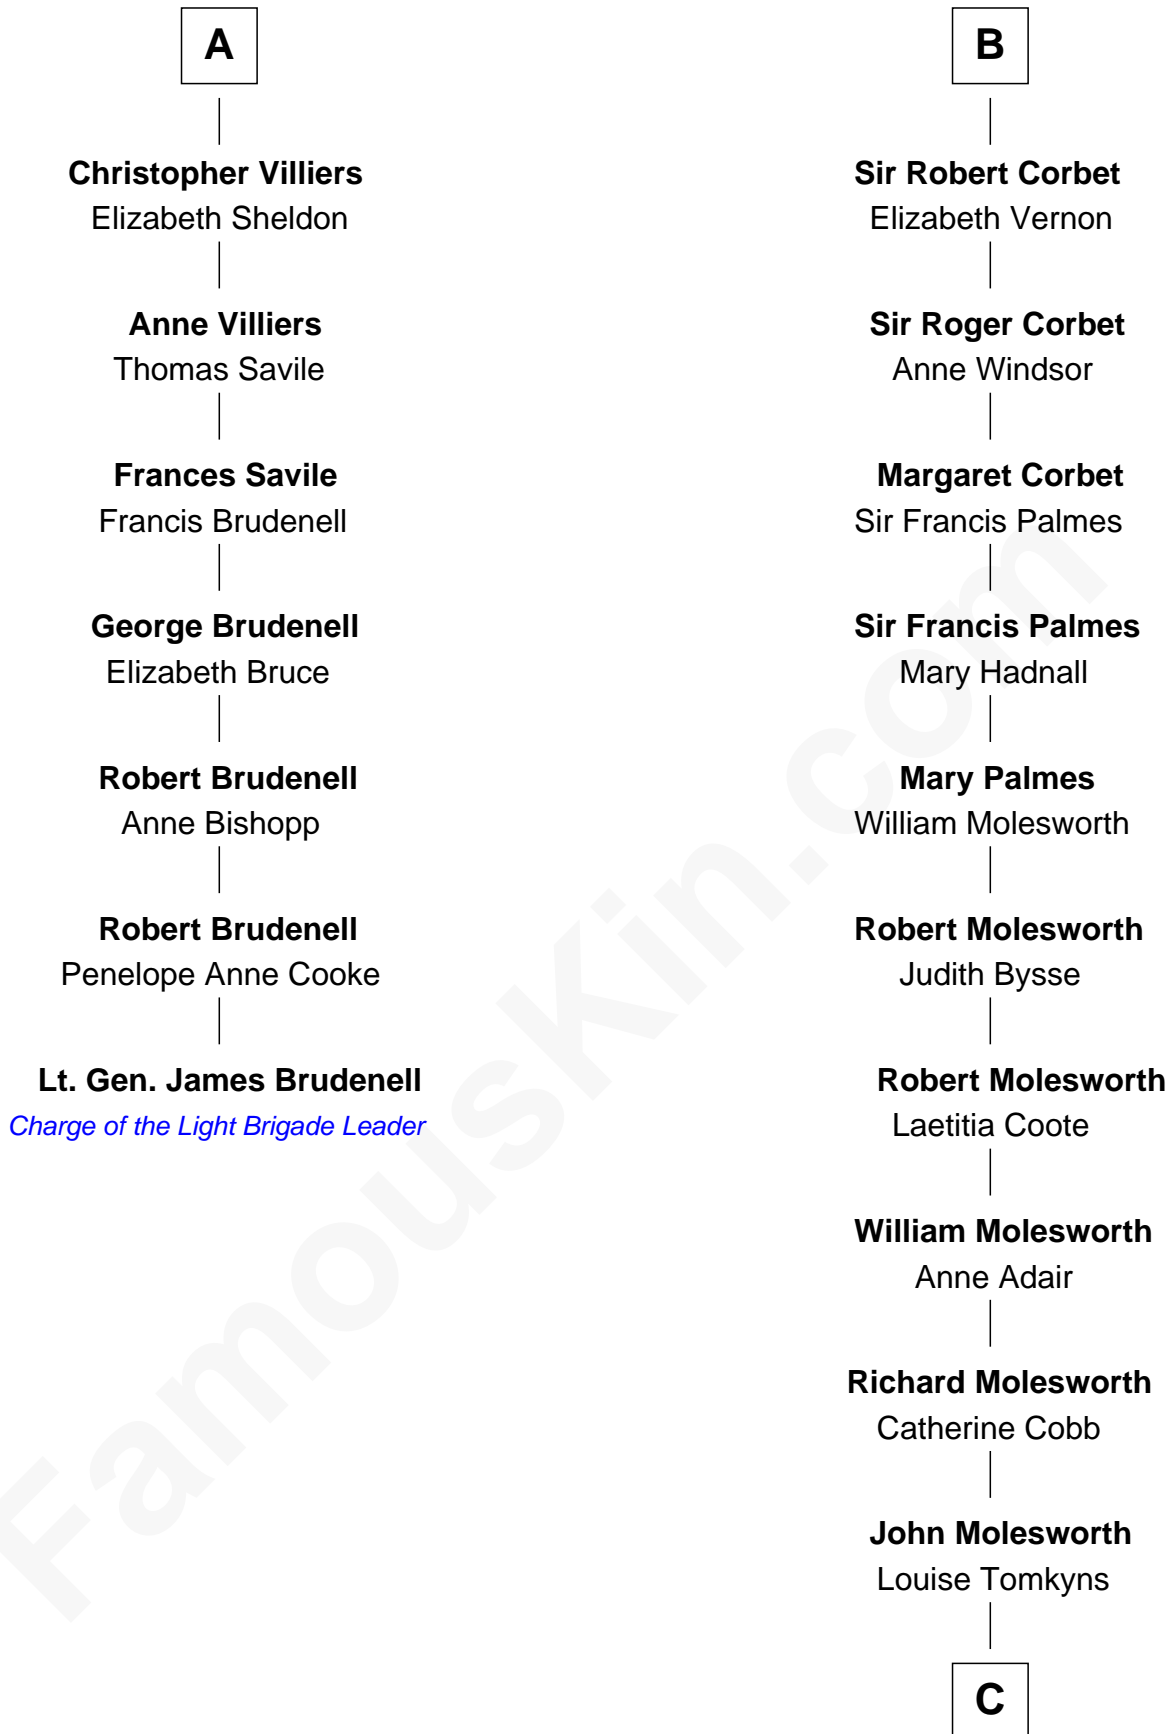 A
Christopher Villiers
Elizabeth Sheldon
Anne Villiers
Thomas Savile
Frances Savile
Francis Brudenell
George Brudenell
Elizabeth Bruce
Robert Brudenell
Anne Bishopp
Robert Brudenell
Penelope Anne Cooke
Lt. Gen. James Brudenell
Charge of the Light Brigade Leader
B
Sir Robert Corbet
Elizabeth Vernon
Sir Roger Corbet
Anne Windsor
Margaret Corbet
Sir Francis Palmes
Sir Francis Palmes
Mary Hadnall
Mary Palmes
William Molesworth
Robert Molesworth
Judith Bysse
Robert Molesworth
Laetitia Coote
William Molesworth
Anne Adair
Richard Molesworth
Catherine Cobb
John Molesworth
Louise Tomkyns
C
FamousKin.com